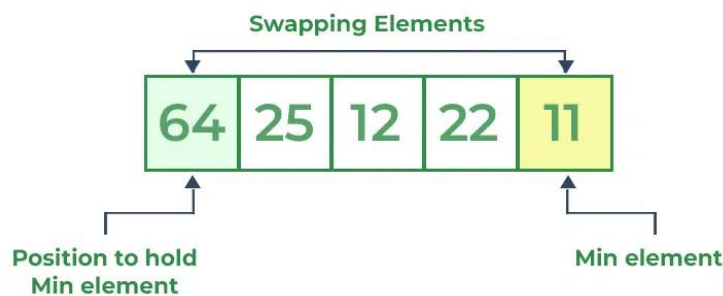 Swapping Elements
64 25 12 22 11
Position to hold
Min element
Min element